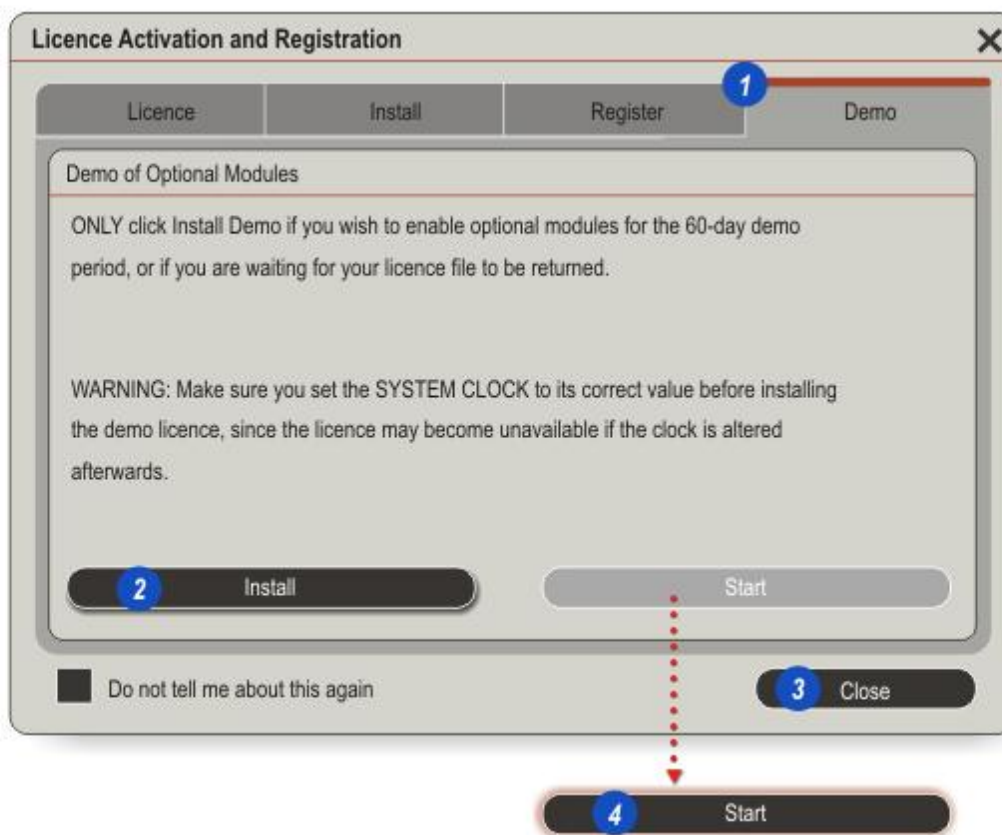 Licence Activation and Registration
1
Licence Install Register Demo
Demo of Optional Modules
ONLY click Install Demo if you wish to enable optional modules for the 60-day demo
period, or if you are waiting for your licence file to be returned.
WARNING: Make sure you set the SYSTEM CLOCK to its correct value before installing
the demo licence, since the licence may become unavailable if the clock is altered
afterwards.
2 Install Start
Do not tell me about this again 3 Close
4 Start